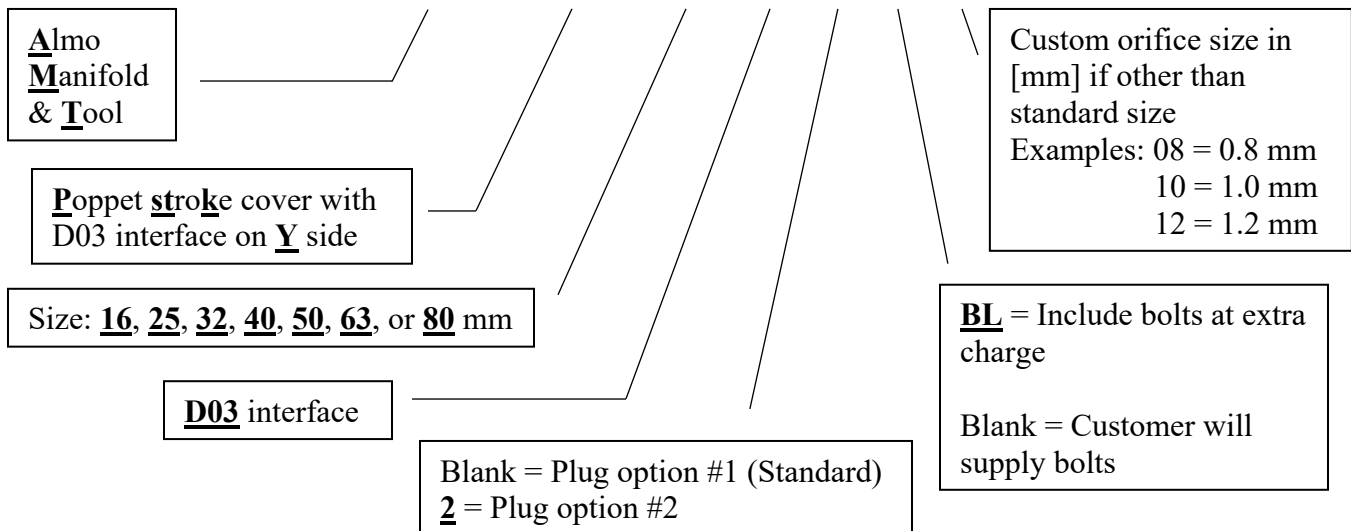 Almo
Manifold
& Tool
Poppet stroke cover with
D03 interface on Y side
Size: 16, 25, 32, 40, 50, 63, or 80 mm
D03 interface
Blank = Plug option #1 (Standard)
2 = Plug option #2
BL = Include bolts at extra
charge
Blank = Customer will
supply bolts
Custom orifice size in
[mm] if other than
standard size
Examples: 08 = 0.8 mm
10 = 1.0 mm
12 = 1.2 mm